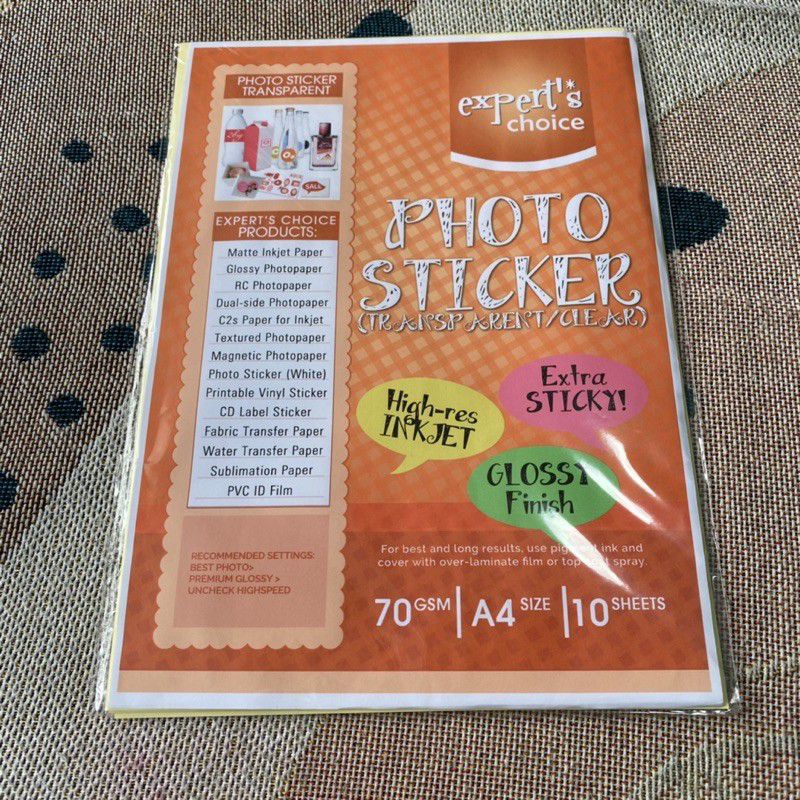 PHOTO STICKER
TRANSPARENT
SALE
EXPERT'S CHOICE
PRODUCTS:
Matte Inkjet Paper
Glossy Photopaper
RC Photopaper
Dual-side Photopaper
C2s Paper for Inkjet
Textured Photopaper
Magnetic Photopaper
Photo Sticker (White)
Printable Vinyl Sticker
CD Label Sticker
Fabric Transfer Paper
Water Transfer Paper
Sublimation Paper
PVC ID Film
RECOMMENDED SETTINGS:
BEST PHOTO>
PREMIUM GLOSSY >
UNCHECK HIGHSPEED
expert's
choice
PHOTO
STICKER
(TRANSPARENT/CLEAR)
Extra
STICKY!
High-res
INKJET
GLOSSY
Finish
For best and long results, use pigment ink and
cover with over-laminate film or top coat spray.
70 GSM | A4 SIZE | 10 SHEETS